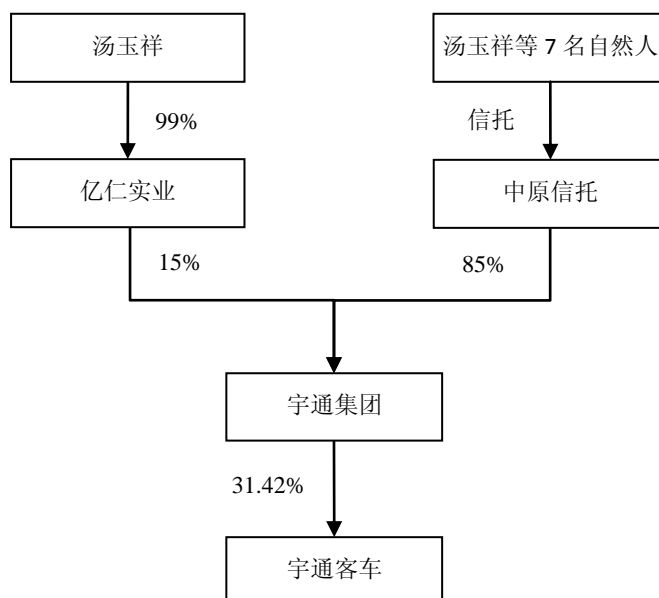 汤玉祥
汤玉祥等 7 名自然人
99%
信托
亿仁实业
中原信托
15%
85%
宇通集团
31.42%
宇通客车